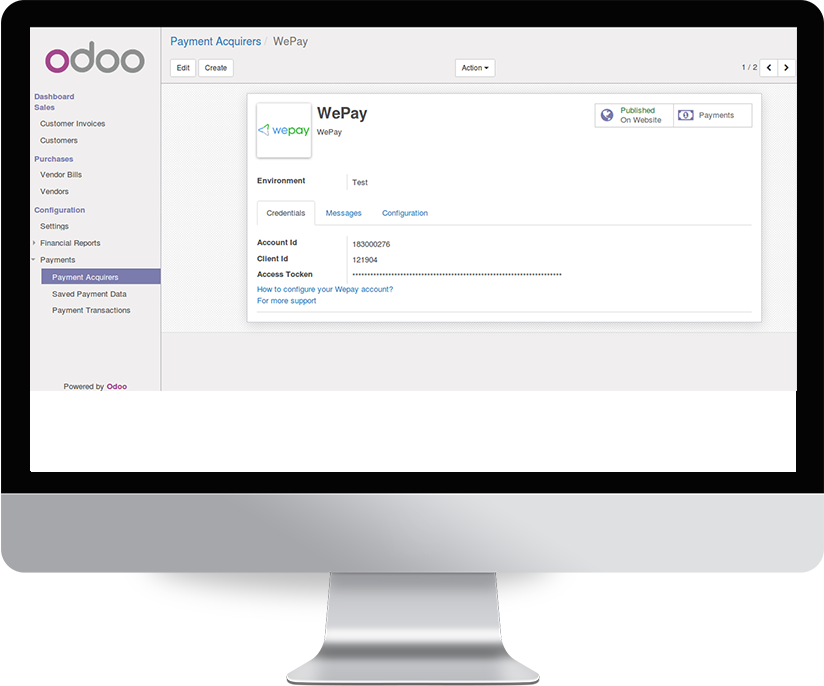 odoo
Dashboard
Sales
Customer Invoices
Customers
Purchases
Vendor Bills
Vendors
Configuration
Settings
Financial Reports
Payments
Payment Acquirers
Saved Payment Data
Payment Transactions
Powered by Odoo
Payment Acquirers / WePay
Edit Create Action 1 / 2
wepay
WePay
WePay
Published
On Website
Payments
Environment Test
Credentials Messages Configuration
Account Id 183000276
Client Id 121904
Access Tocken **********************************************************************
How to configure your Wepay account?
For more support